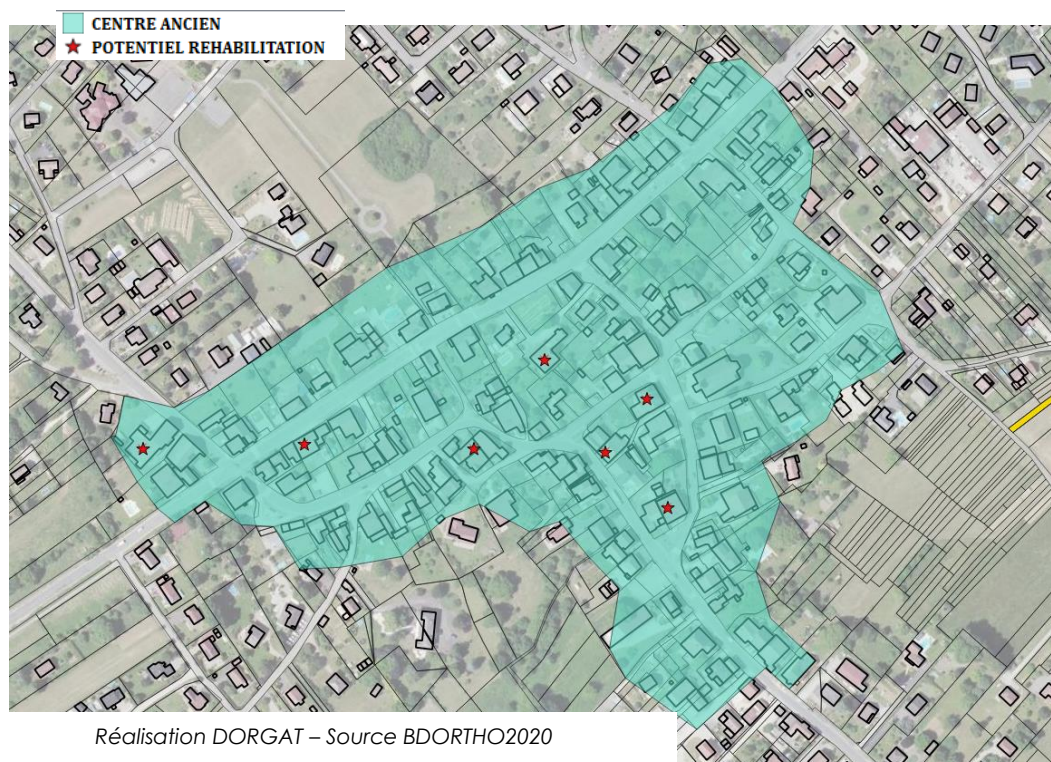 CENTRE ANCIEN
POTENTIEL REHABILITATION
Réalisation DORGAT – Source BDORTHO2020